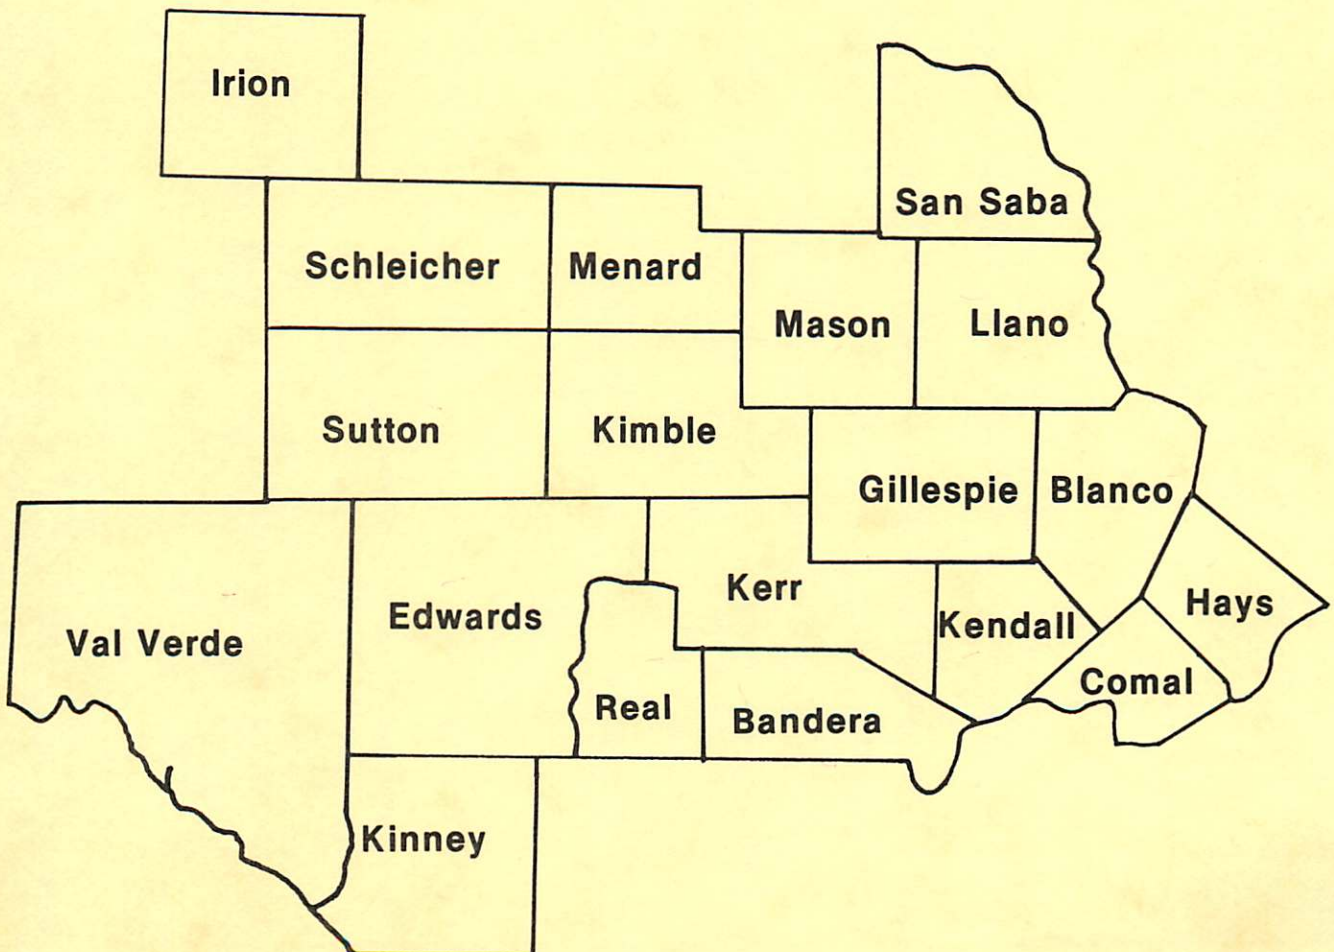 Irion
San Saba
Schleicher
Menard
Mason
Llano
Sutton
Kimble
Gillespie
Blanco
Kerr
Hays
Edwards
Kendall
Val Verde
Comal
Real
Bandera
Kinney